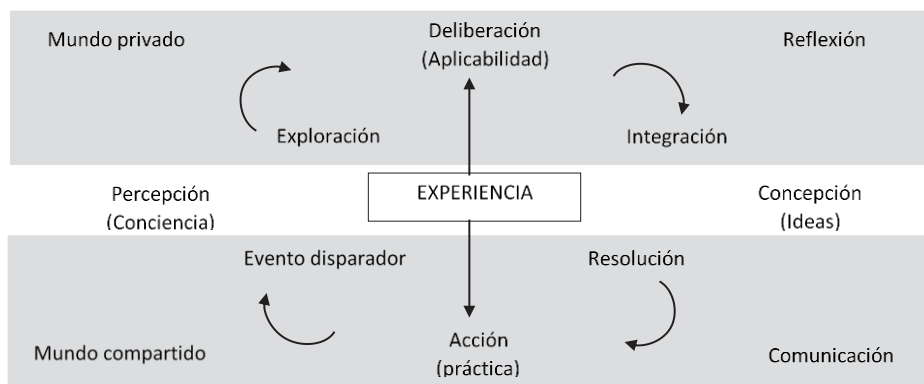 Mundo privado
Deliberación
(Aplicabilidad)
Reflexión
Exploración
Integración
Percepción
(Conciencia)
EXPERIENCIA
Concepción
(Ideas)
Evento disparador
Resolución
Mundo compartido
Acción
(práctica)
Comunicación